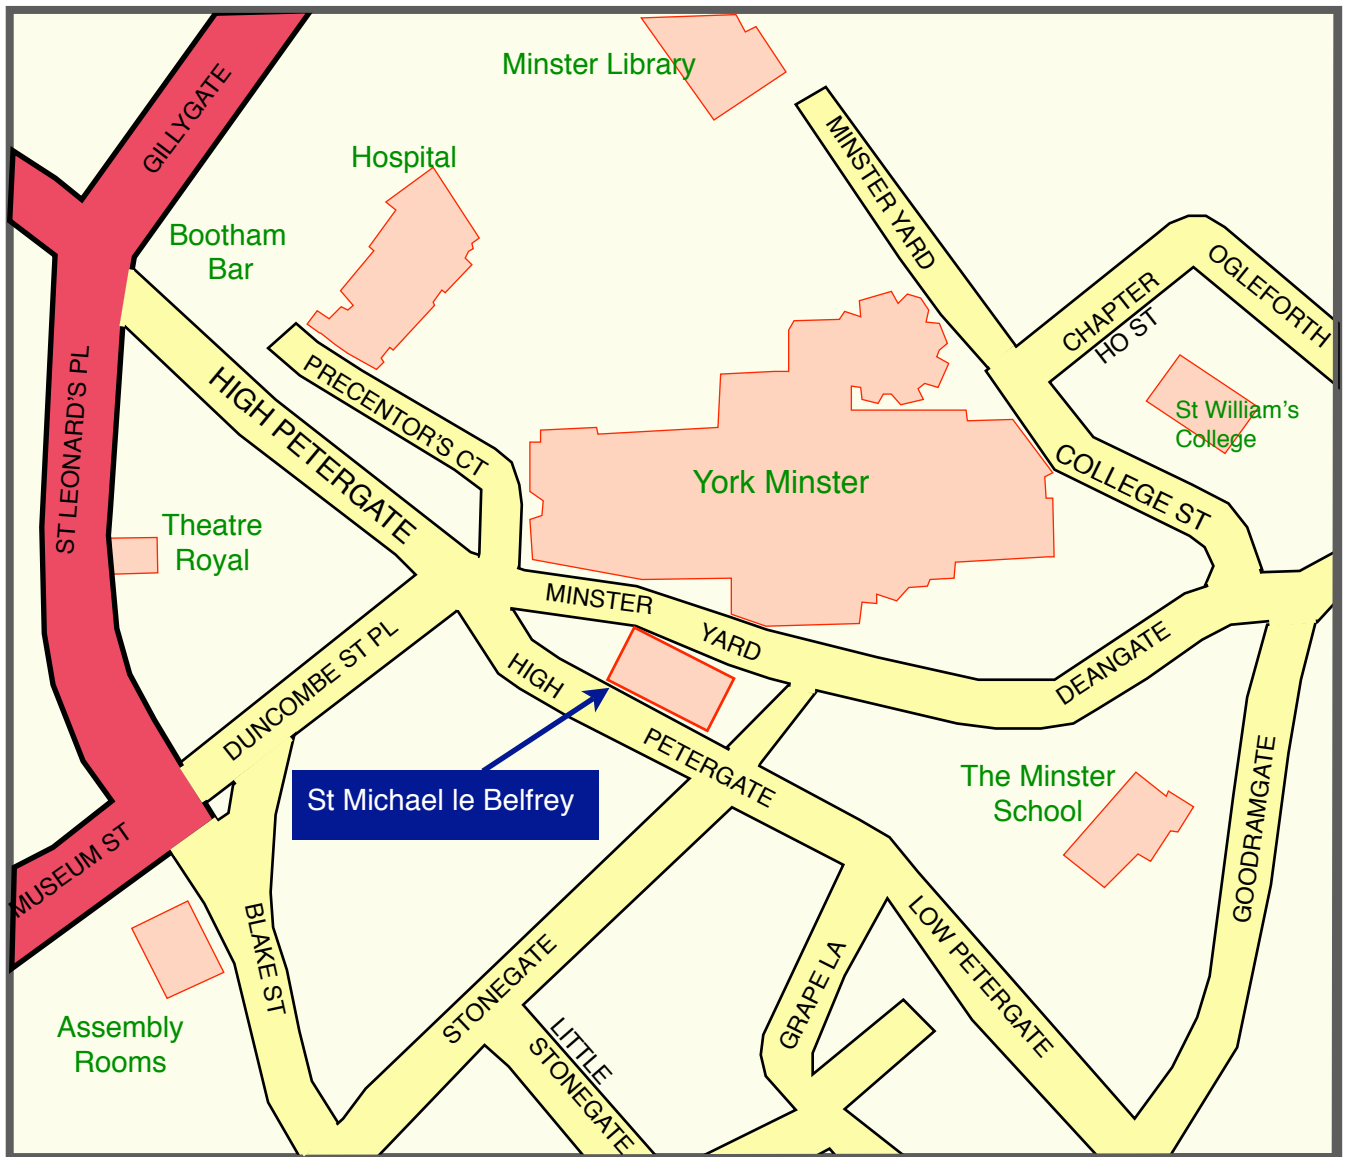 Minster Library
GILLYGATE
Hospital
MINSTER YARD
Bootham
Bar
OGLEFORTH
CHAPTER
HO ST
HIGH PETERGATE
PRECENTOR'S CT
ST LEONARD'S PL
St William's
College
York Minster
COLLEGE ST
Theatre
Royal
MINSTER
YARD
DUNCOMBE ST PL
HIGH
PETERGATE
DEANGATE
St Michael le Belfrey
The Minster
School
GOODRAMGATE
MUSEUM ST
BLAKE ST
STONEGATE
GRAPE LA
LOW PETERGATE
Assembly
Rooms
LITTLE
STONEGATE